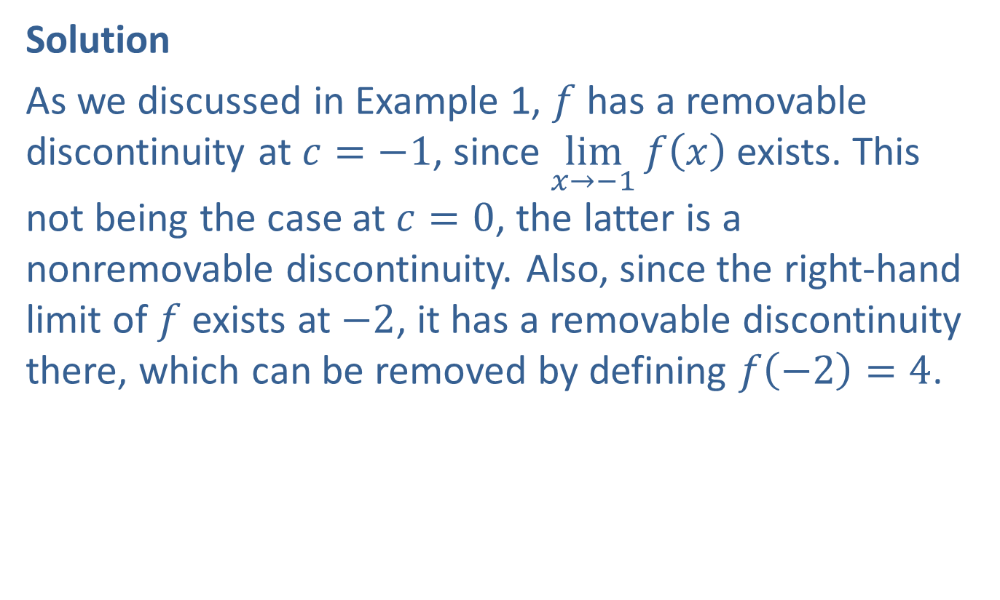 Solution
As we discussed in Example 1, f has a removable
discontinuity at c = −1, since lim f(x) exists. This
x→−1
not being the case at c = 0, the latter is a
nonremovable discontinuity. Also, since the right-hand
limit of f exists at −2, it has a removable discontinuity
there, which can be removed by defining f(−2) = 4.